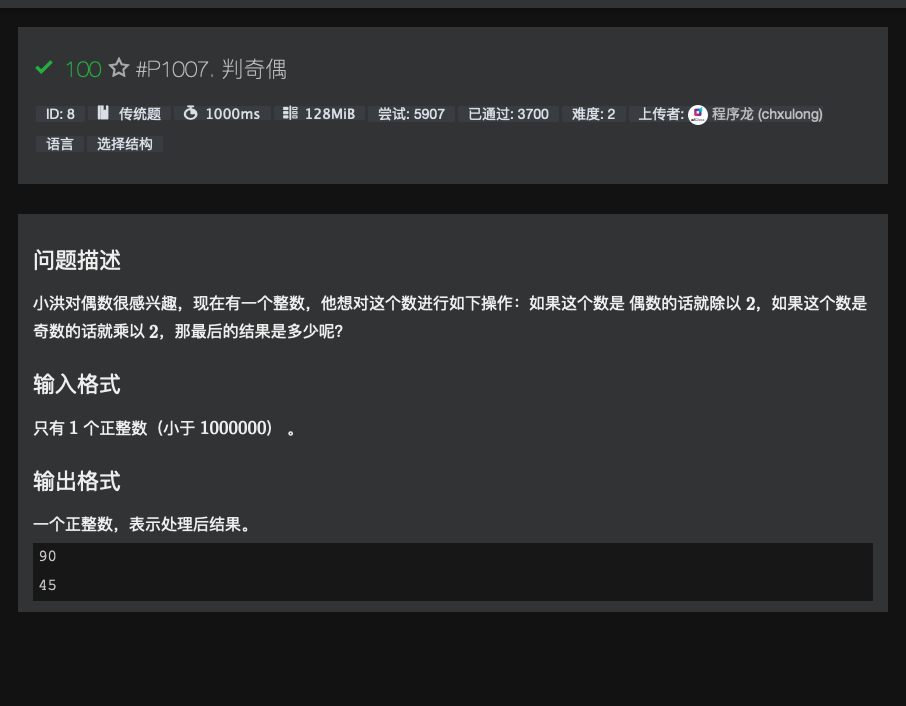 100 #P1007. 判奇偶
ID: 8 传统题 1000ms 128MiB 尝试: 5907 已通过: 3700 难度: 2 上传者: 程序龙 (chxulong)
语言 选择结构
问题描述
小洪对偶数很感兴趣，现在有一个整数，他想对这个数进行如下操作：如果这个数是 偶数的话就除以 2，如果这个数是
奇数的话就乘以 2，那最后的结果是多少呢?
输入格式
只有 1 个正整数（小于 1000000） 。
输出格式
一个正整数，表示处理后结果。
90
45